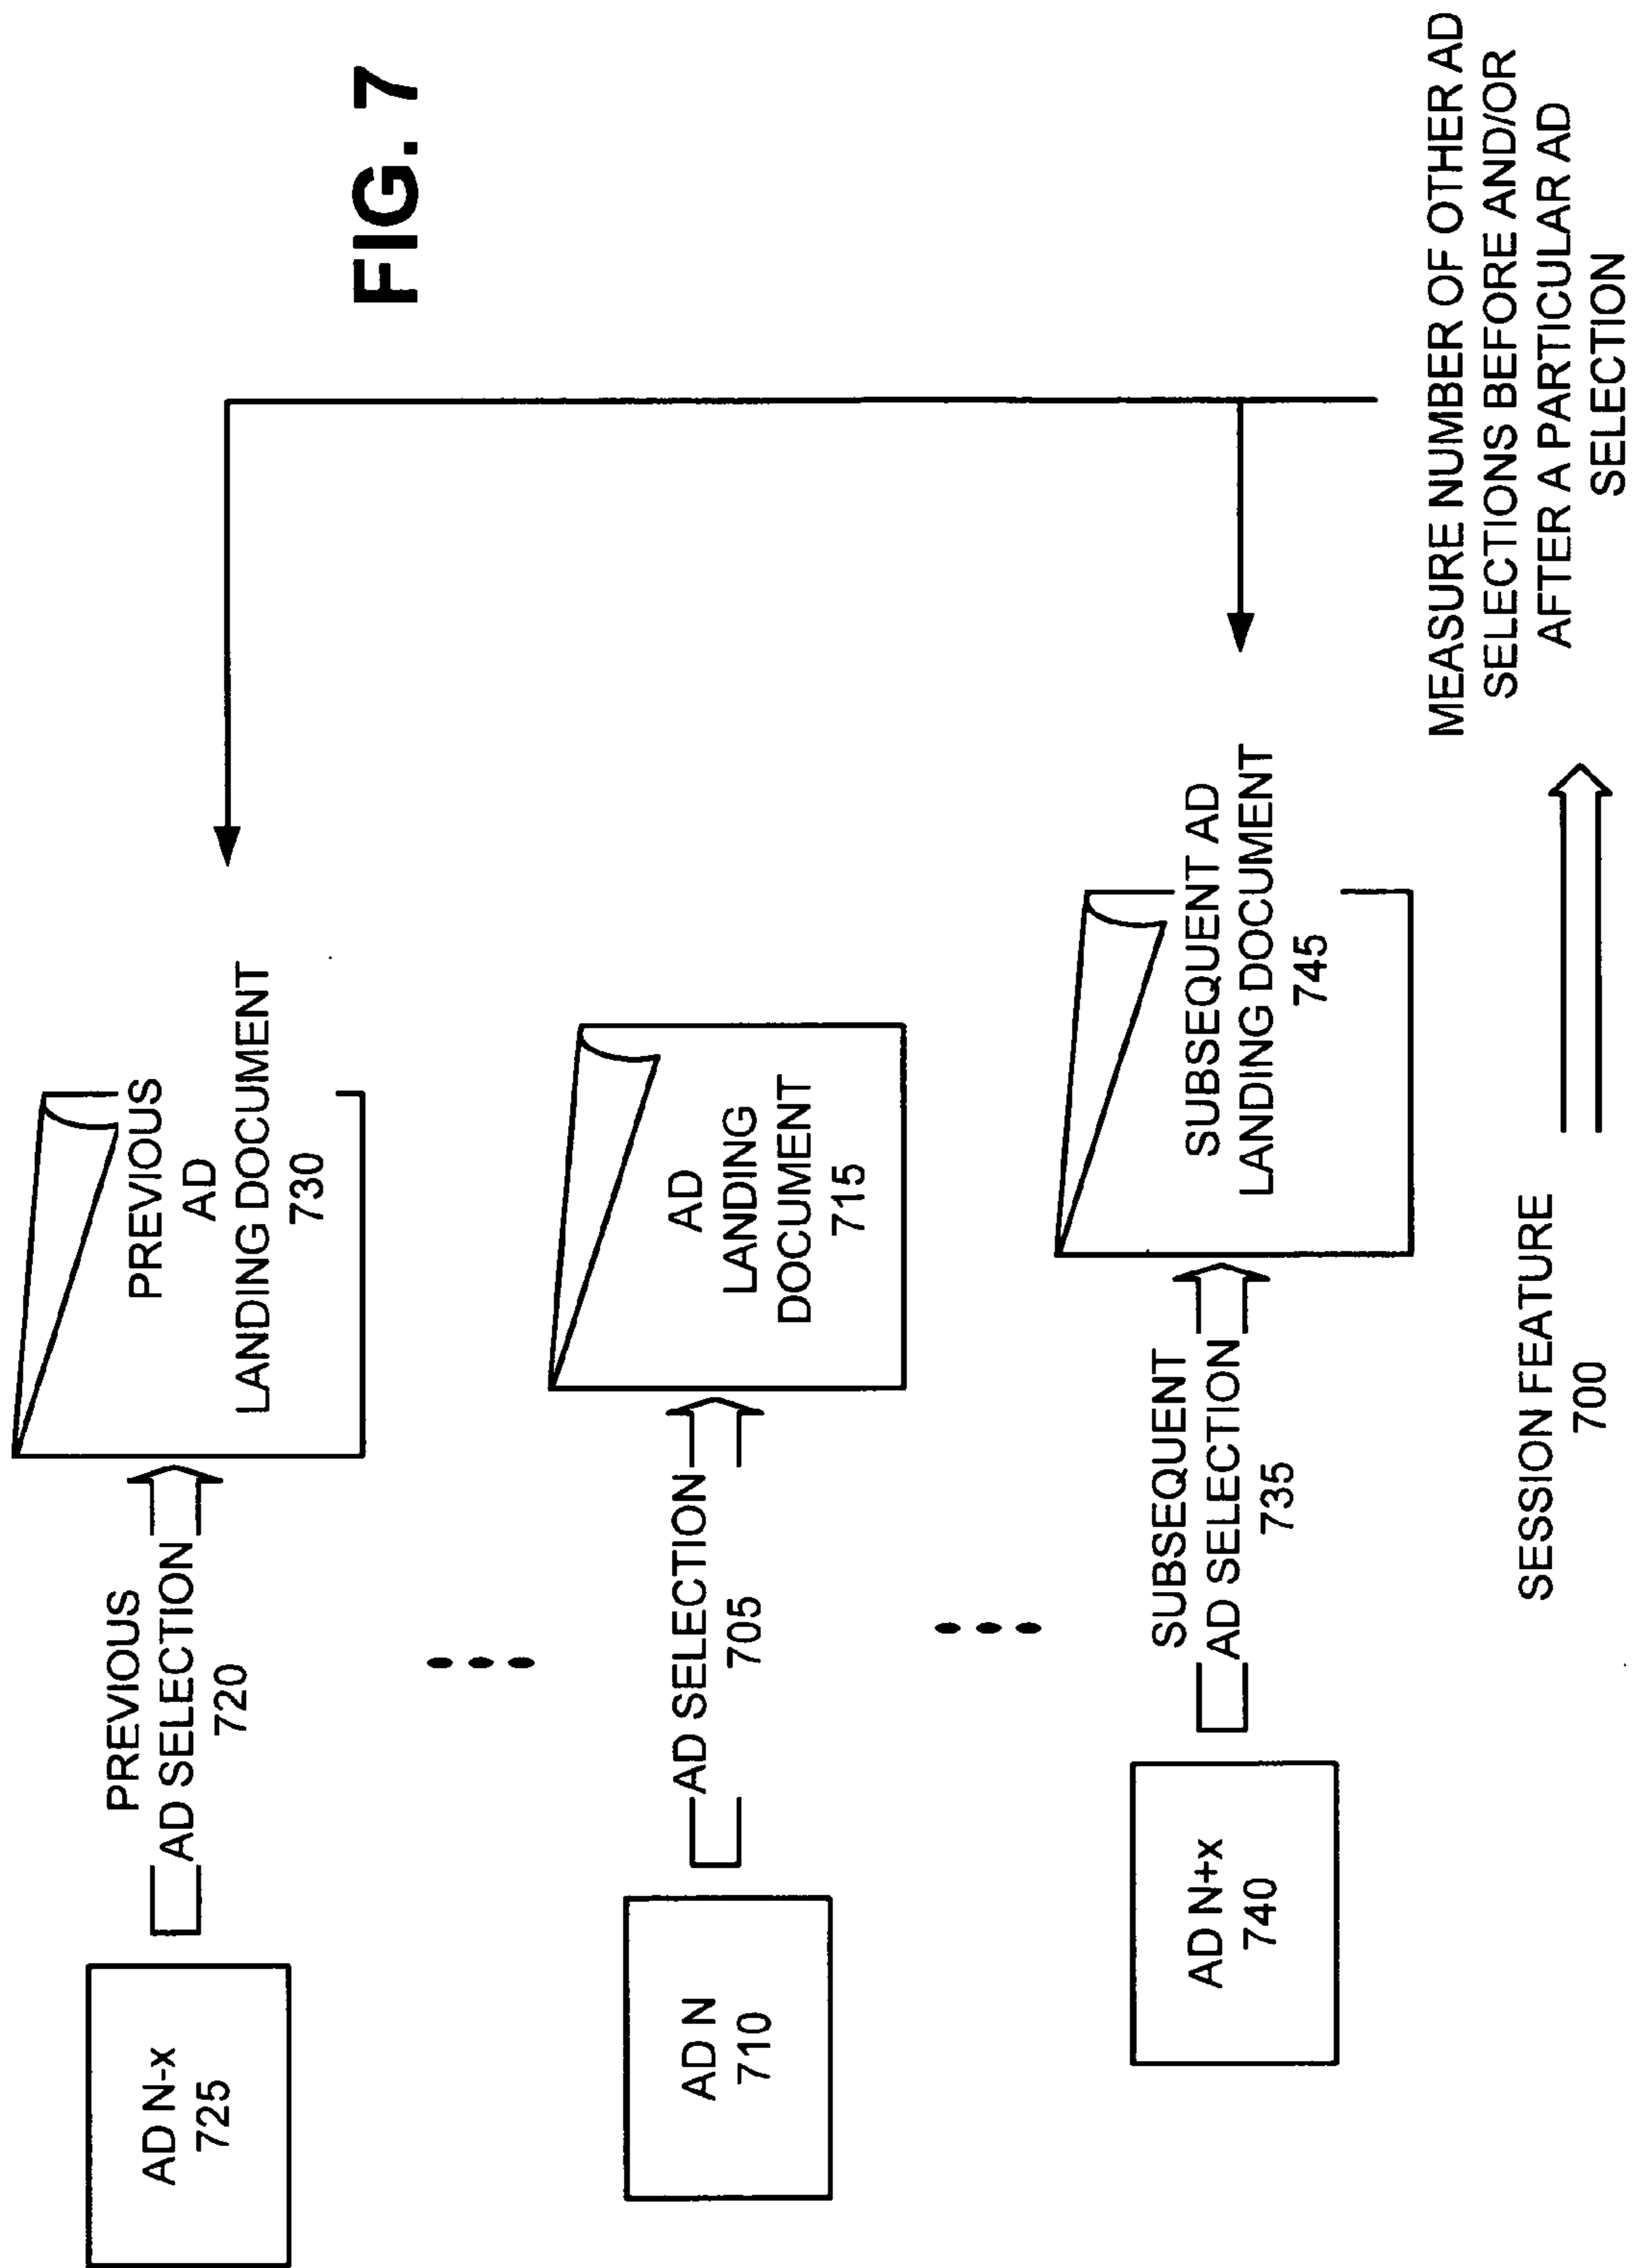 AD N-x
725
PREVIOUS
AD SELECTION
720
PREVIOUS
AD
LANDING DOCUMENT
730
FIG. 7
AD N
710
AD SELECTION
705
AD
LANDING
DOCUMENT
715
AD N+x
740
SUBSEQUENT
AD SELECTION
735
SUBSEQUENT AD
LANDING DOCUMENT
745
SESSION FEATURE
700
MEASURE NUMBER OF OTHER AD
SELECTIONS BEFORE AND/OR
AFTER A PARTICULAR AD
SELECTION